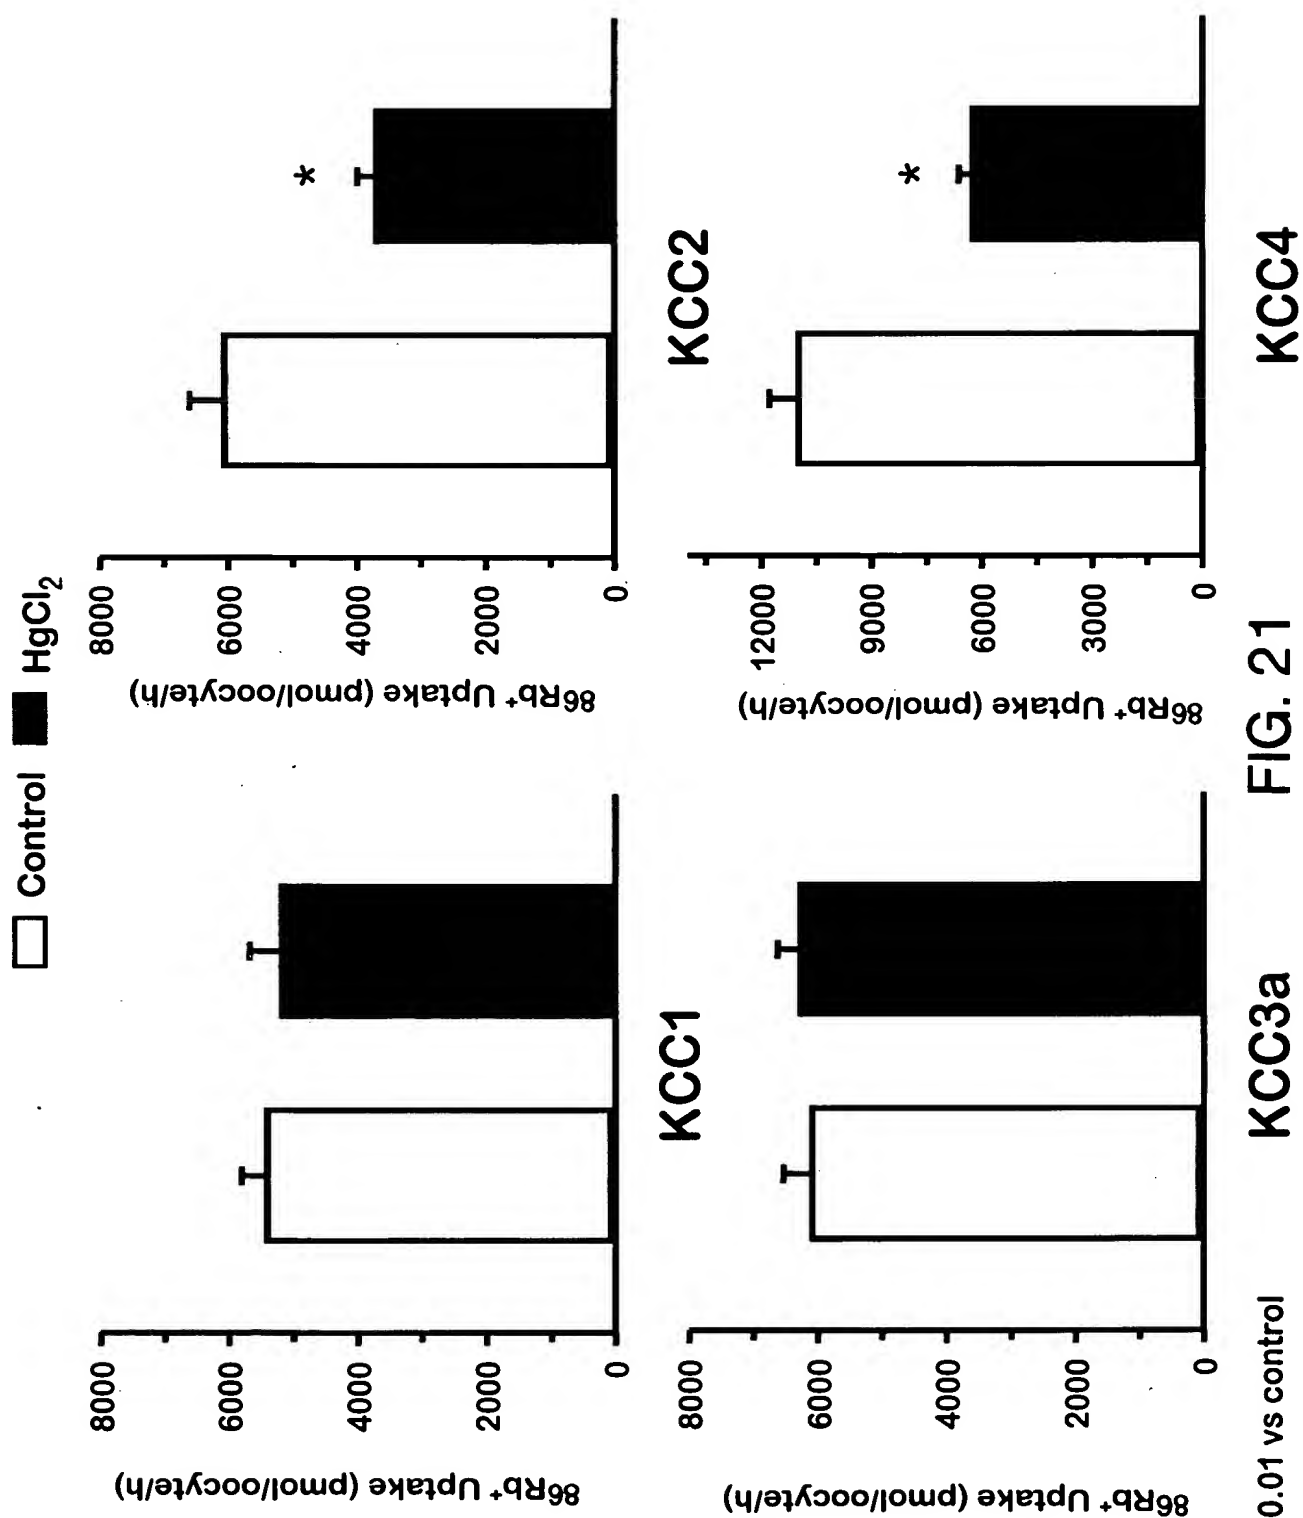 Control HgCl2
86Rb+ Uptake (pmol/oocyte/h)
8000
6000
4000
2000
0
KCC1
86Rb+ Uptake (pmol/oocyte/h)
8000
6000
4000
2000
0
*
KCC2
86Rb+ Uptake (pmol/oocyte/h)
8000
6000
4000
2000
0
KCC3a
86Rb+ Uptake (pmol/oocyte/h)
12000
9000
6000
3000
0
*
KCC4
0.01 vs control
FIG. 21